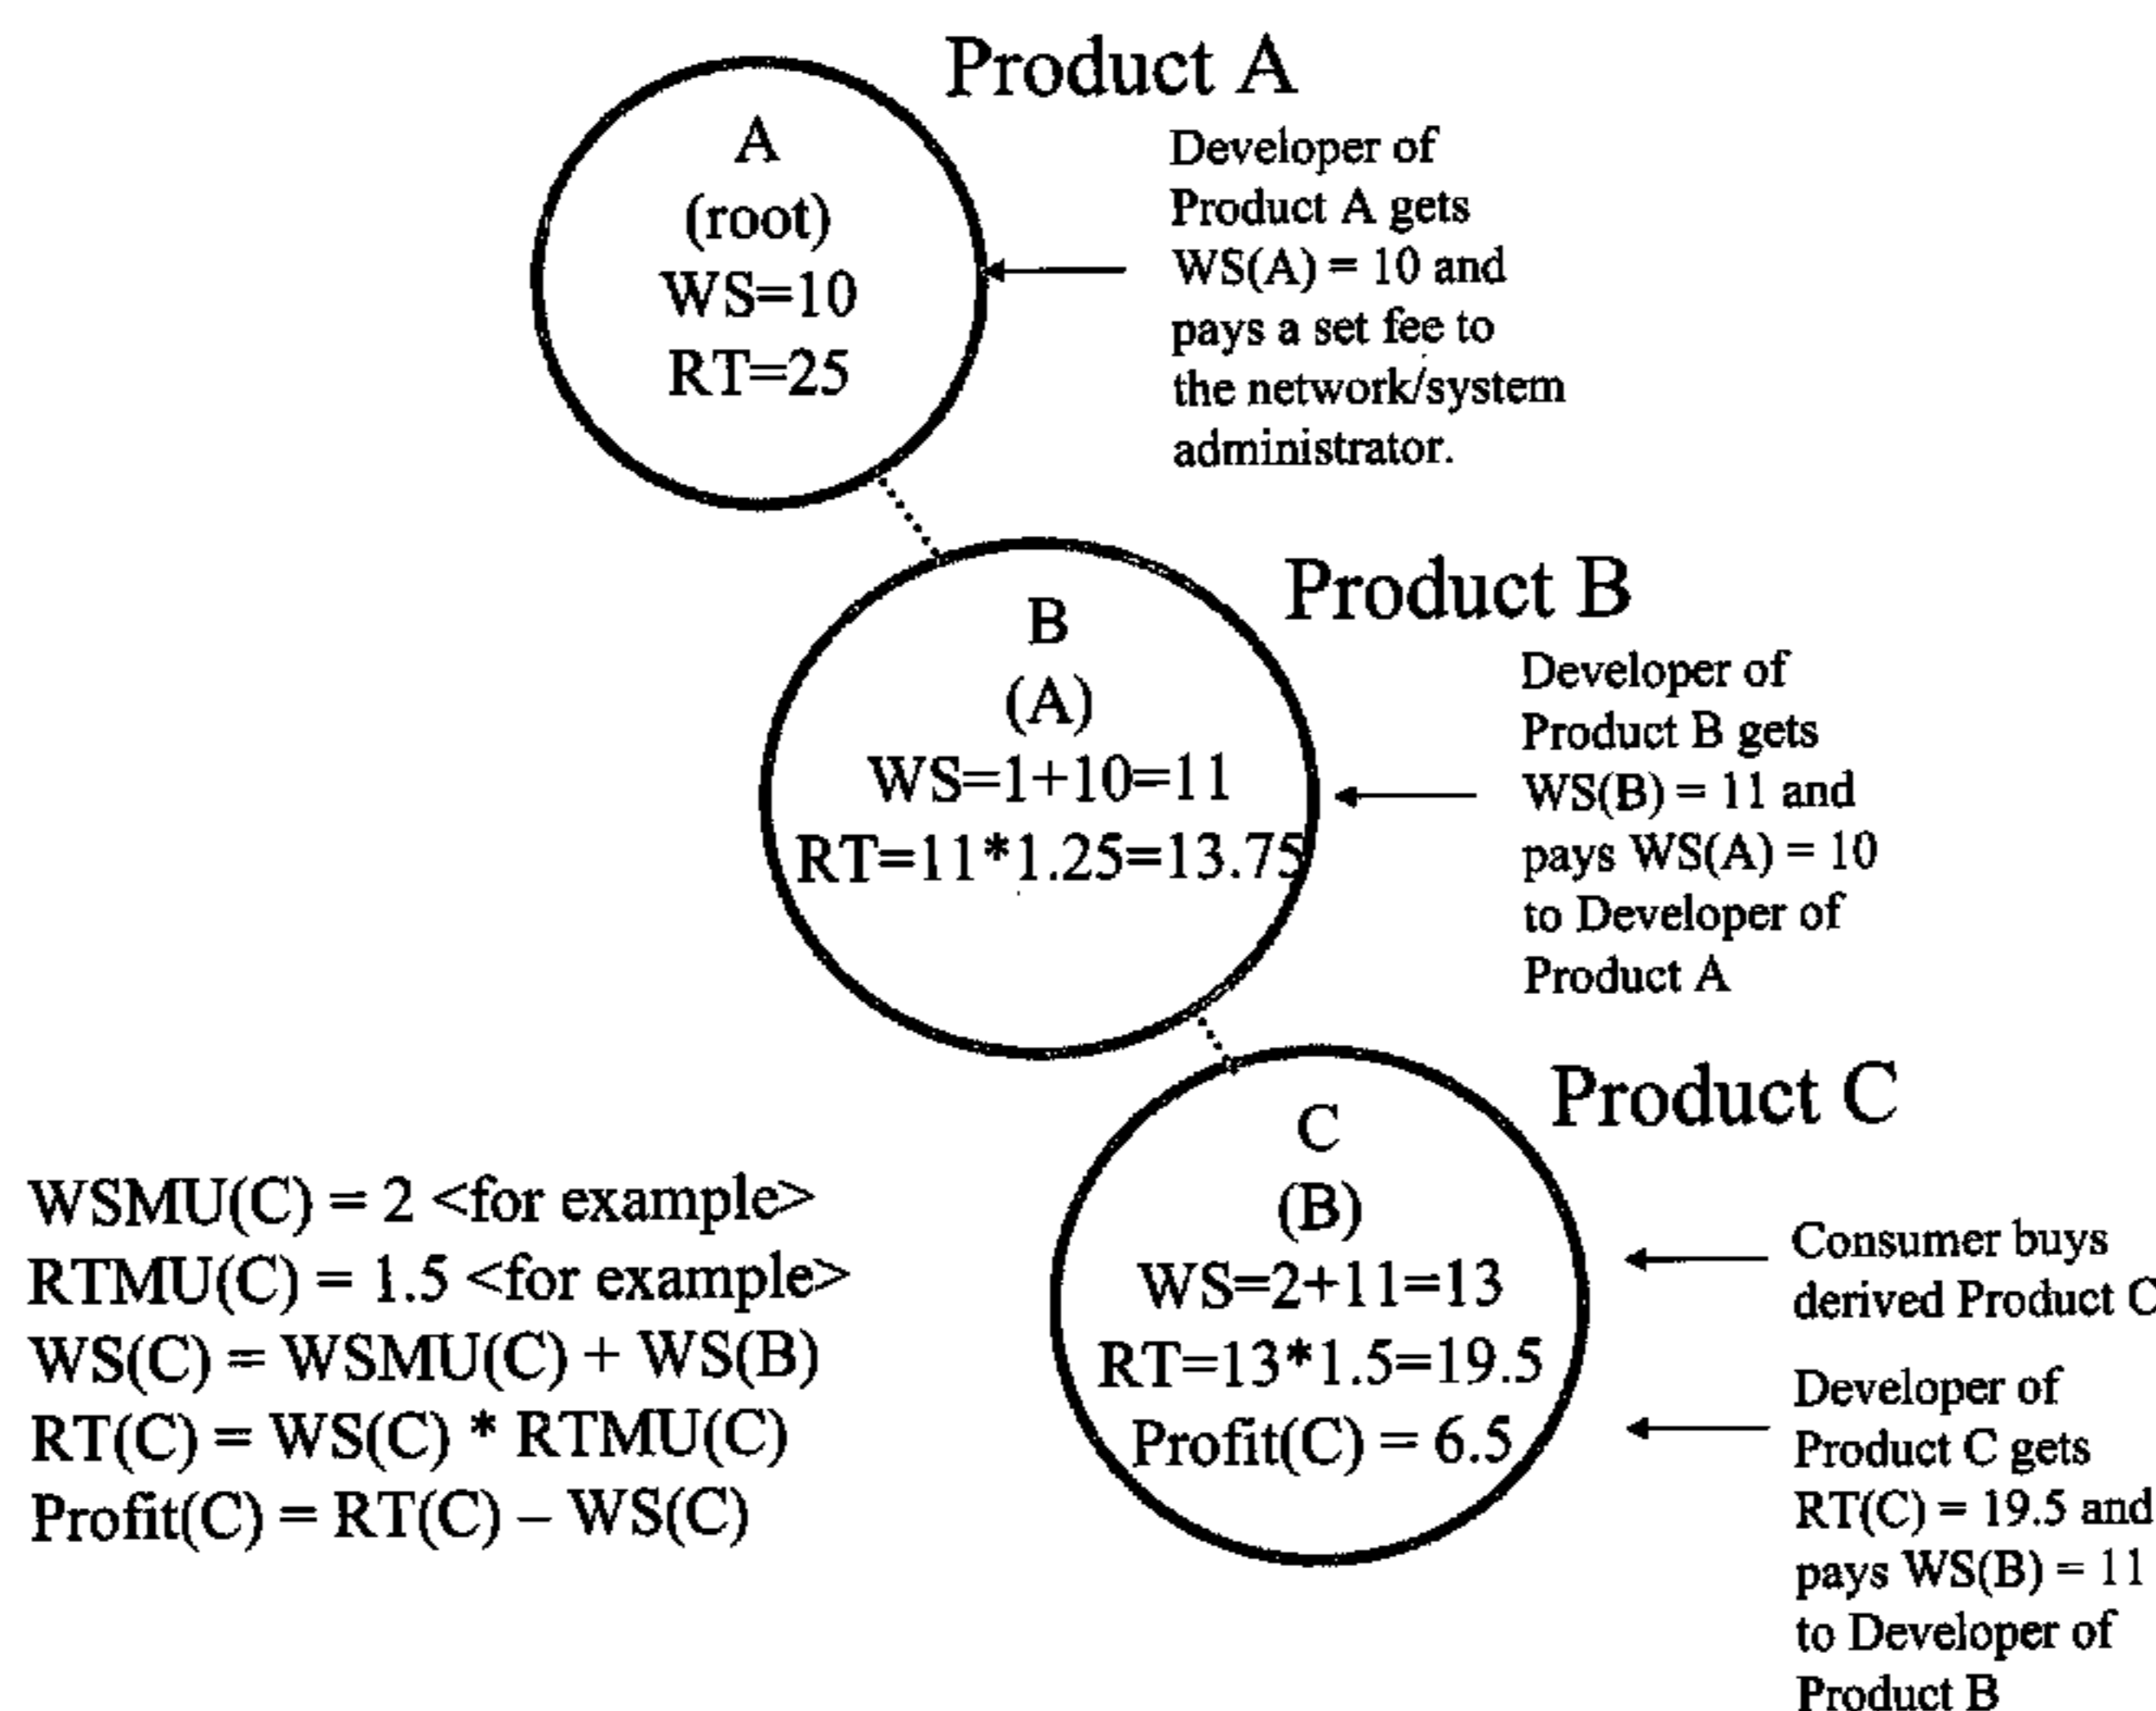 Product A
A
(root)
WS=10
RT=25
Developer of
Product A gets
WS(A) = 10 and
pays a set fee to
the network/system
administrator.
Product B
B
(A)
WS=1+10=11
RT=11*1.25=13.75
Developer of
Product B gets
WS(B) = 11 and
pays WS(A) = 10
to Developer of
Product A
Product C
C
(B)
WS=2+11=13
RT=13*1.5=19.5
Profit(C) = 6.5
Consumer buys
derived Product C
Developer of
Product C gets
RT(C) = 19.5 and
pays WS(B) = 11
to Developer of
Product B
WSMU(C) = 2 <for example>
RTMU(C) = 1.5 <for example>
WS(C) = WSMU(C) + WS(B)
RT(C) = WS(C) * RTMU(C)
Profit(C) = RT(C) – WS(C)